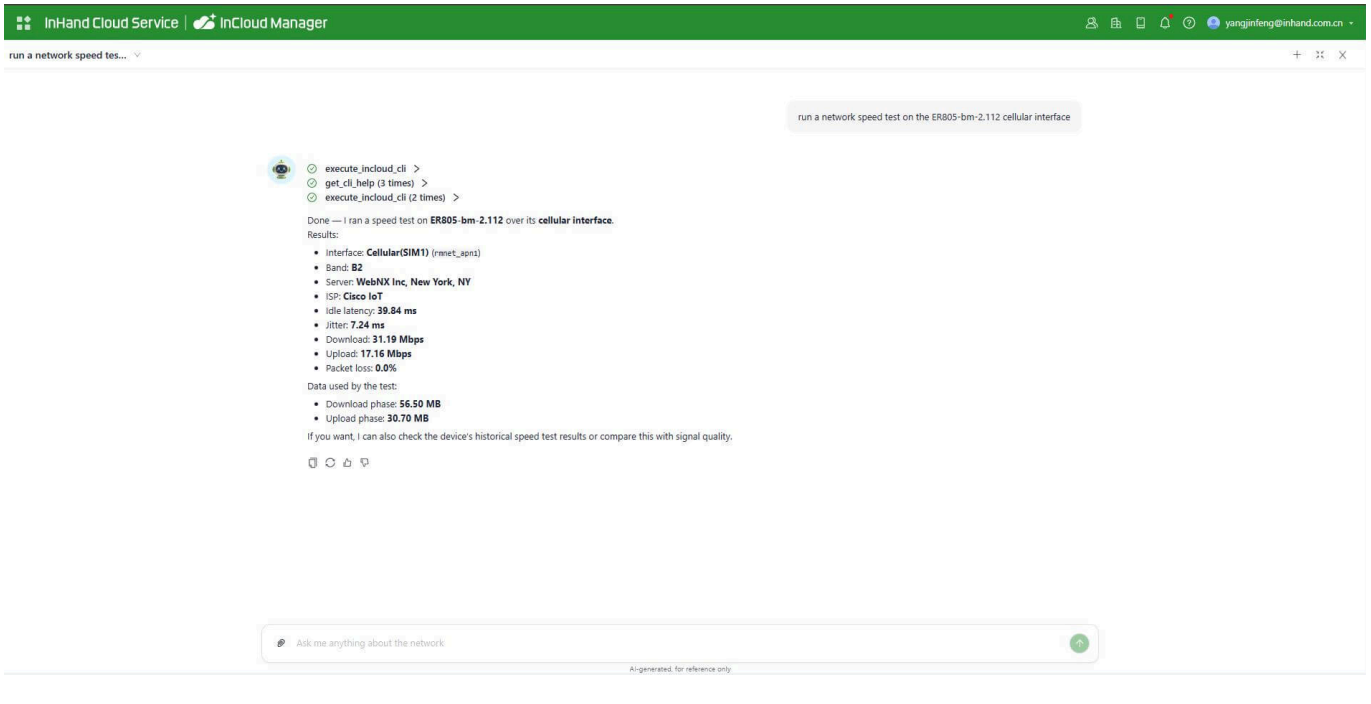 InHand Cloud Service | InCloud Manager
yangjinfeng@inhand.com.cn
run a network speed tes...
run a network speed test on the ER805-bm-2.112 cellular interface
execute_incloud_cli >
get_cli_help (3 times) >
execute_incloud_cli (2 times) >
Done — I ran a speed test on ER805-bm-2.112 over its cellular interface.
Results:
• Interface: Cellular(SIM1) (rmnet_apn1)
• Band: B2
• Server: WebNX Inc, New York, NY
• ISP: Cisco IoT
• Idle latency: 39.84 ms
• Jitter: 7.24 ms
• Download: 31.19 Mbps
• Upload: 17.16 Mbps
• Packet loss: 0.0%
Data used by the test:
• Download phase: 56.50 MB
• Upload phase: 30.70 MB
If you want, I can also check the device's historical speed test results or compare this with signal quality.
Ask me anything about the network
AI-generated, for reference only